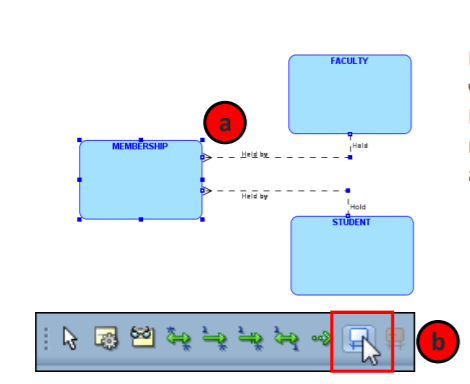 FACULTY
a
MEMBERSHIP
Held by
Hold
Held by
Hold
STUDENT
b